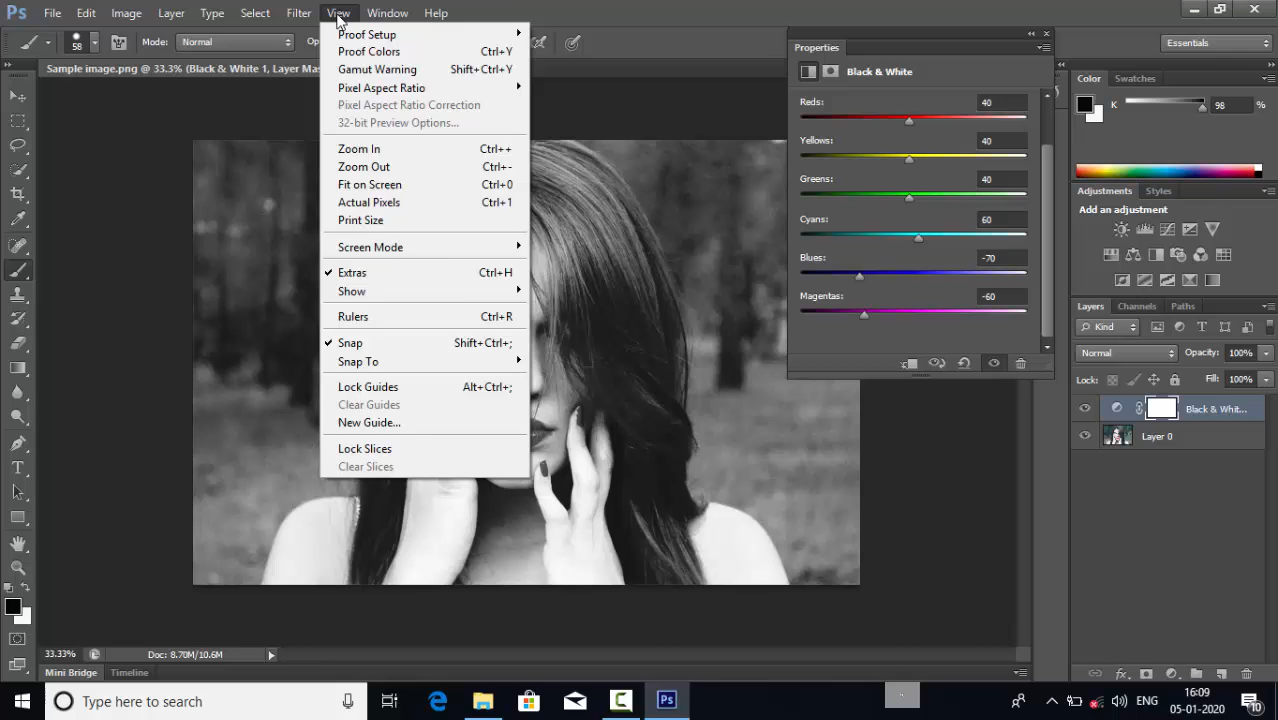 Ps File Edit Image Layer Type Select Filter View Window Help
58 Mode: Normal Op Essentials
Sample image.png @ 33.3% (Black & White 1, Layer Mas
Proof Setup
Proof Colors Ctrl+Y
Gamut Warning Shift+Ctrl+Y
Pixel Aspect Ratio
Pixel Aspect Ratio Correction
32-bit Preview Options...
Zoom In Ctrl++
Zoom Out Ctrl+-
Fit on Screen Ctrl+0
Actual Pixels Ctrl+1
Print Size
Screen Mode
Extras Ctrl+H
Show
Rulers Ctrl+R
Snap Shift+Ctrl+;
Snap To
Lock Guides Alt+Ctrl+;
Clear Guides
New Guide...
Lock Slices
Clear Slices
Properties
Black & White
Reds: 40
Yellows: 40
Greens: 40
Cyans: 60
Blues: -70
Magentas: -60
Color Swatches
K 98 %
Adjustments Styles
Add an adjustment
Layers Channels Paths
Kind
Normal Opacity: 100%
Lock: Fill: 100%
Black & Whit...
Layer 0
33.33% Doc: 8.70M/10.6M
Mini Bridge Timeline
Type here to search
Ps
ENG
16:09
05-01-2020
10